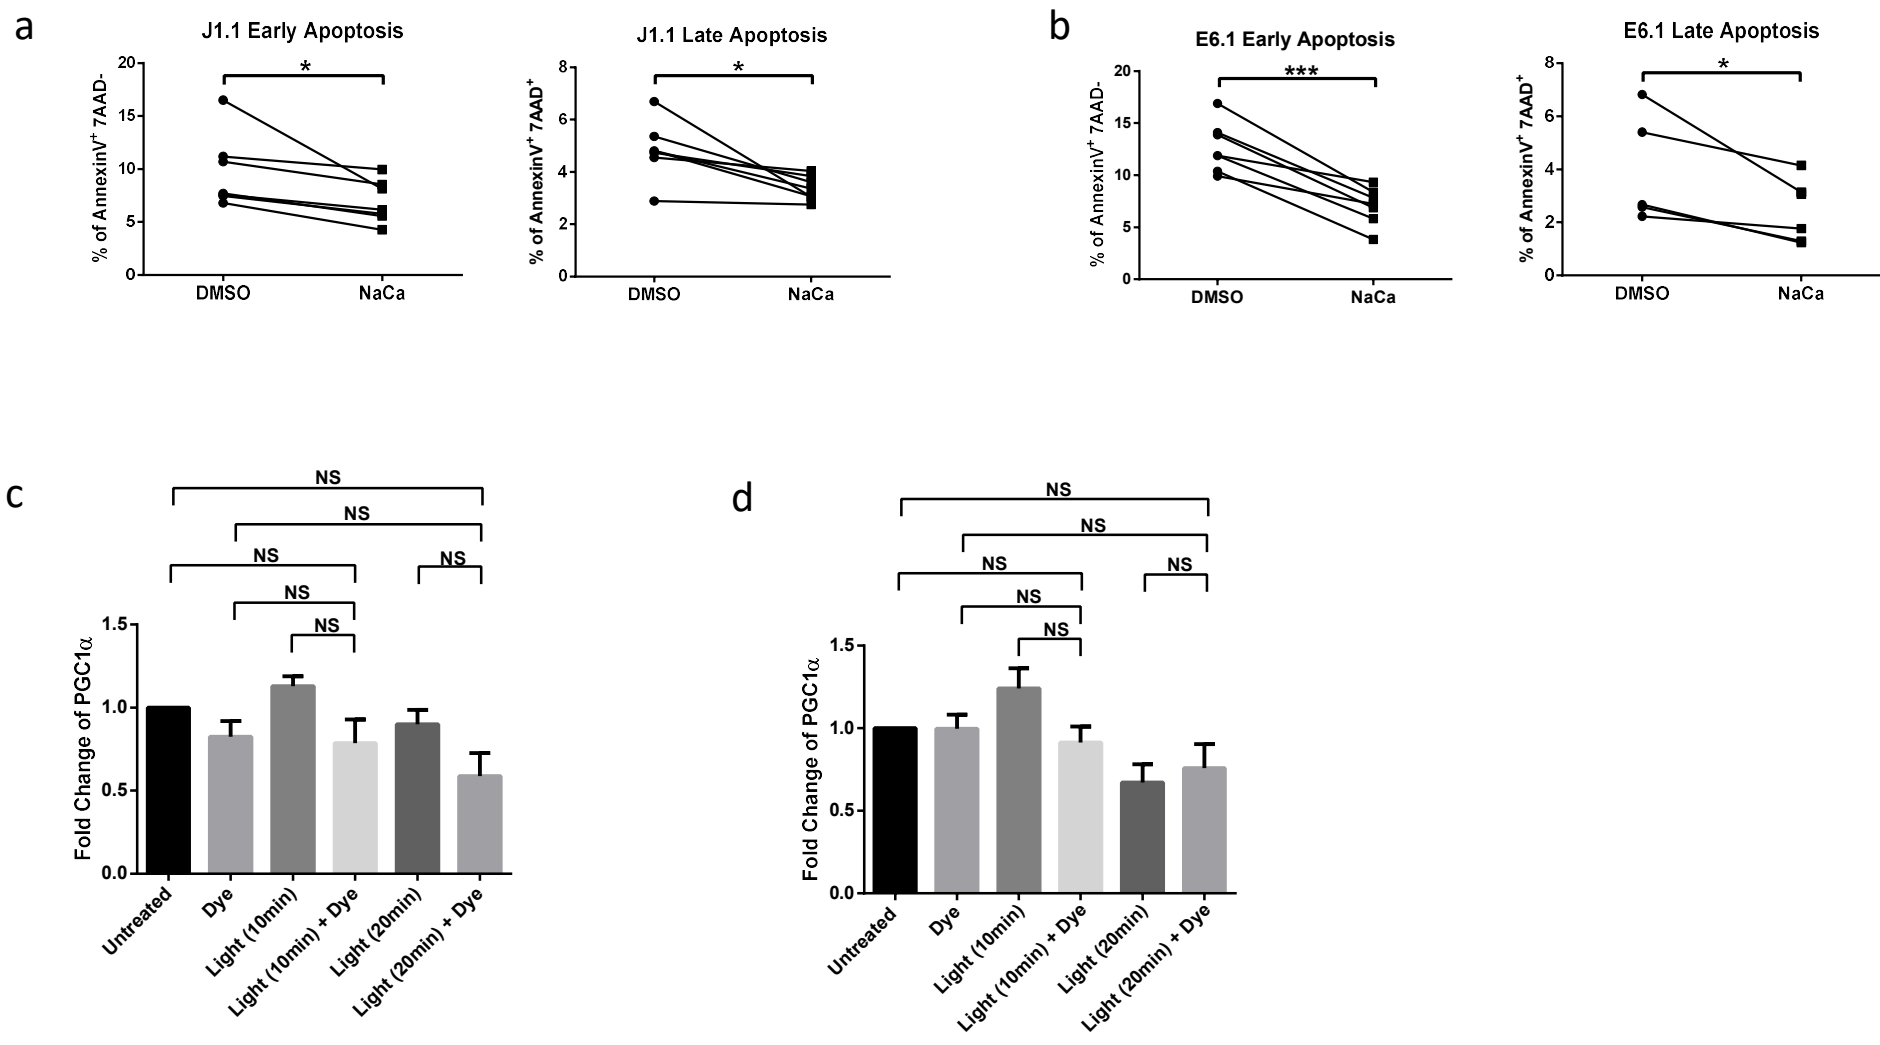 a
J1.1 Early Apoptosis
*
% of AnnexinV+ 7AAD-
20
15
10
5
0
DMSO
NaCa
J1.1 Late Apoptosis
*
% of AnnexinV+ 7AAD+
8
6
4
2
0
DMSO
NaCa
b
E6.1 Early Apoptosis
***
% of AnnexinV+ 7AAD-
20
15
10
5
0
DMSO
NaCa
E6.1 Late Apoptosis
*
% of AnnexinV+ 7AAD+
8
6
4
2
0
DMSO
NaCa
c
NS
NS
NS
NS
NS
NS
Fold Change of PGC1α
1.5
1.0
0.5
0.0
Untreated
Dye
Light (10min)
Light (10min) + Dye
Light (20min)
Light (20min) + Dye
d
NS
NS
NS
NS
NS
NS
Fold Change of PGC1α
1.5
1.0
0.5
0.0
Untreated
Dye
Light (10min)
Light (10min) + Dye
Light (20min)
Light (20min) + Dye